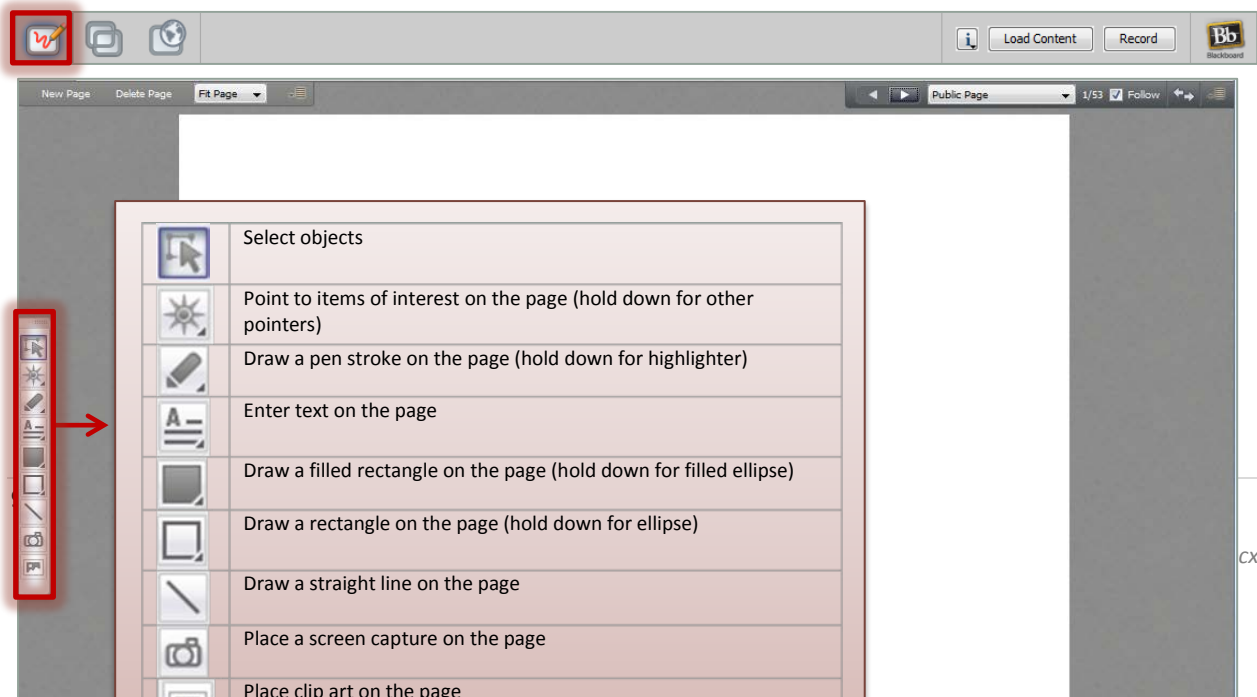 Load Content
Record
Bb
Blackboard
New Page Delete Page Fit Page
Public Page 1/53 Follow
Select objects
Point to items of interest on the page (hold down for other
pointers)
Draw a pen stroke on the page (hold down for highlighter)
A
Enter text on the page
Draw a filled rectangle on the page (hold down for filled ellipse)
Draw a rectangle on the page (hold down for ellipse)
Draw a straight line on the page
Place a screen capture on the page
Place clip art on the page
cx